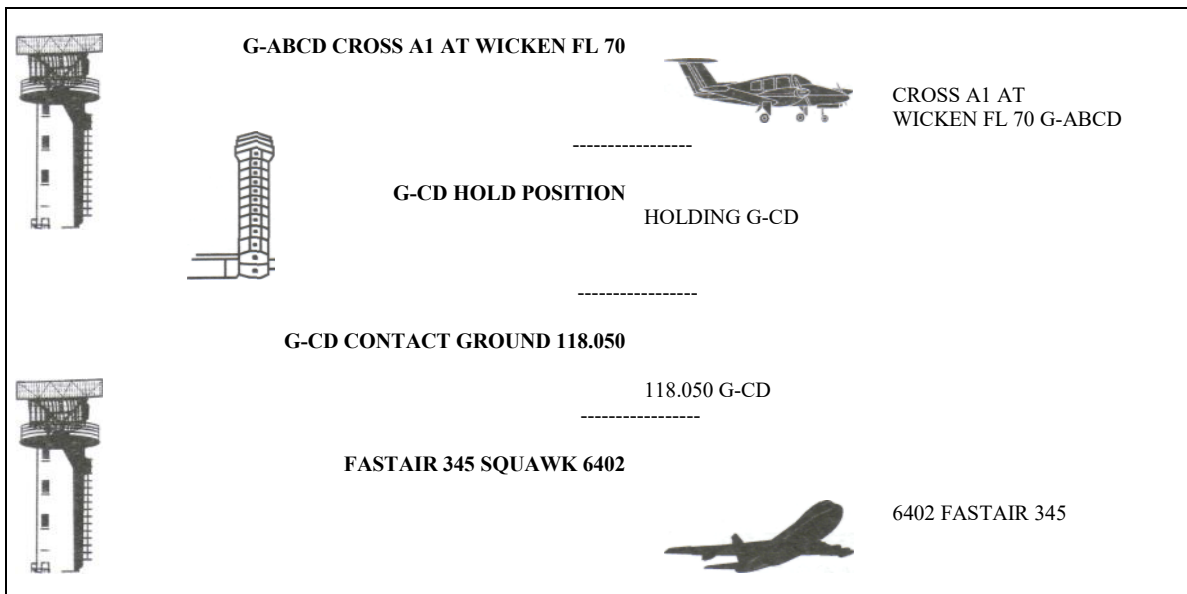 G-ABCD CROSS A1 AT WICKEN FL 70
CROSS A1 AT
WICKEN FL 70 G-ABCD
-----------------
G-CD HOLD POSITION
HOLDING G-CD
-----------------
G-CD CONTACT GROUND 118.050
118.050 G-CD
-----------------
FASTAIR 345 SQUAWK 6402
6402 FASTAIR 345